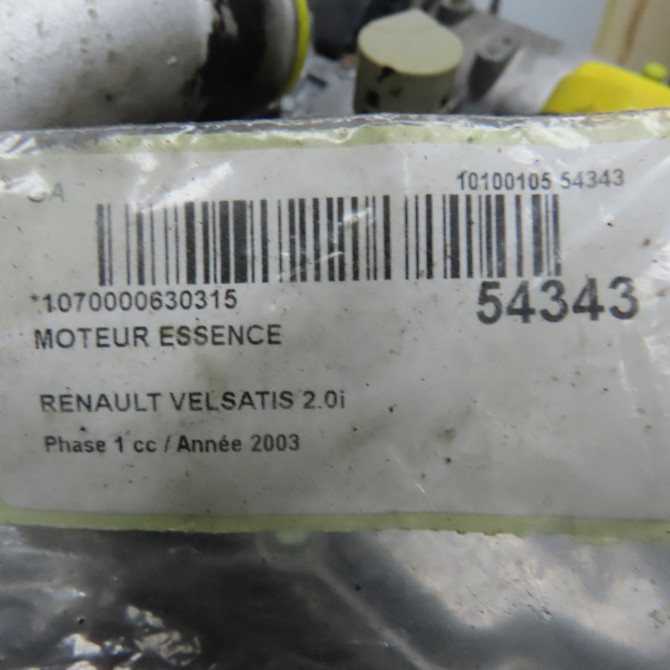 10100105 54343
*1070000630315
54343
MOTEUR ESSENCE
RENAULT VELSATIS 2.0i
Phase 1 cc / Année 2003